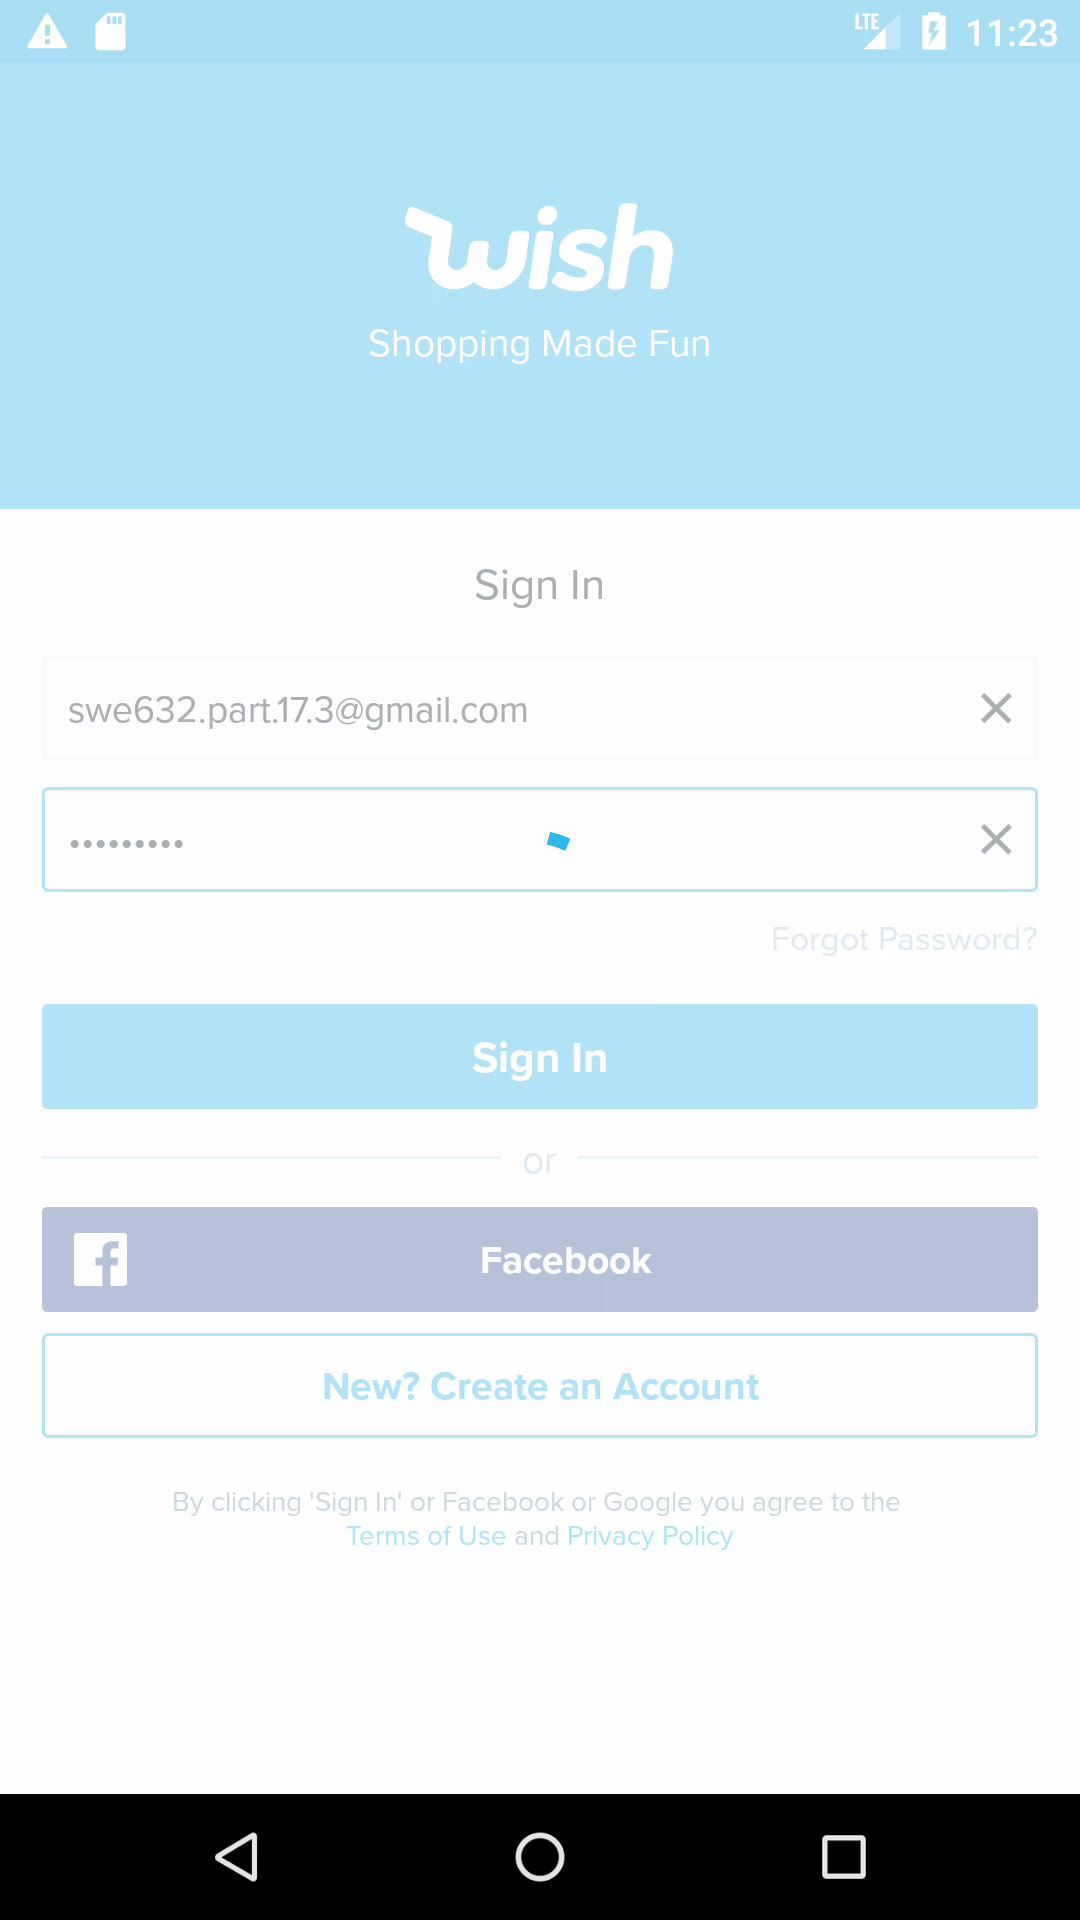 LTE 11:23
wish
Shopping Made Fun
Sign In
swe632.part.17.3@gmail.com
•••••••••
Forgot Password?
Sign In
or
Facebook
New? Create an Account
By clicking 'Sign In' or Facebook or Google you agree to the
Terms of Use and Privacy Policy